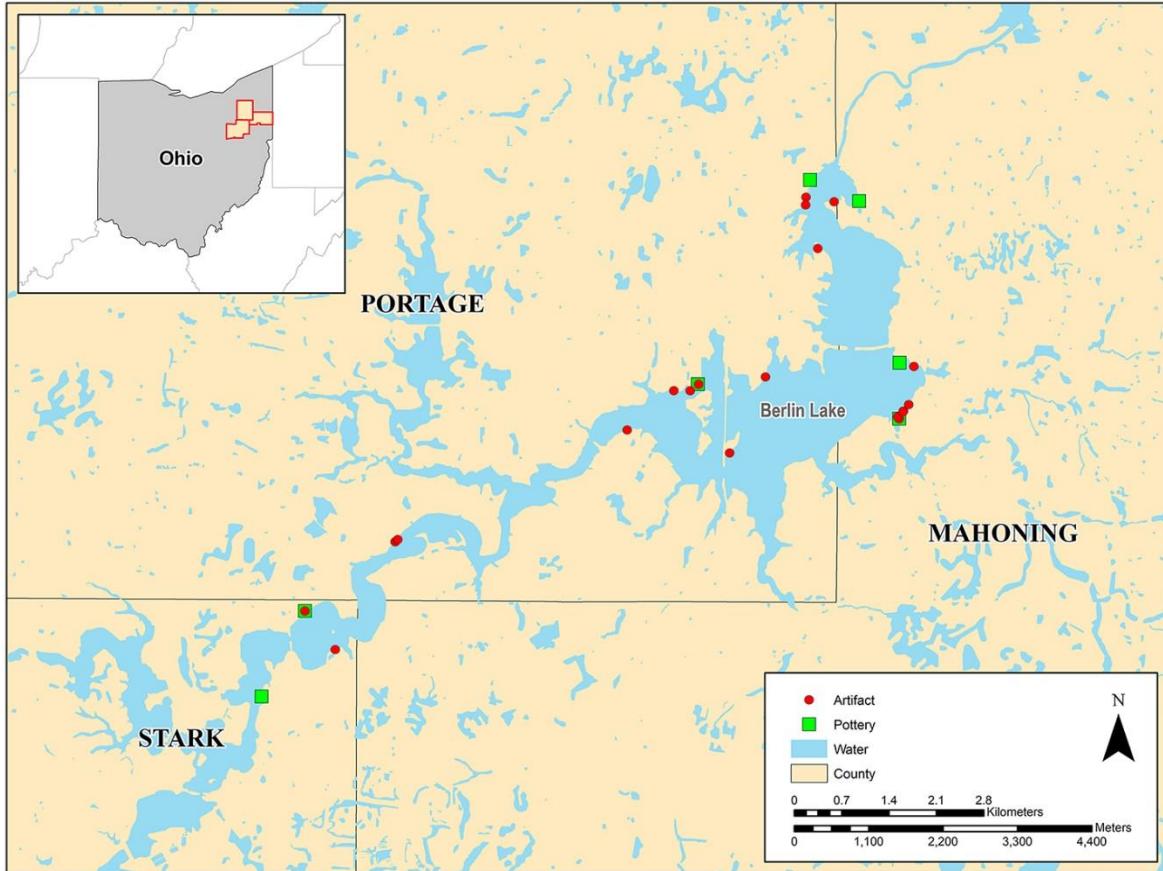 Ohio
PORTAGE
Berlin Lake
MAHONING
STARK
Artifact
Pottery
Water
County
N
0 0.7 1.4 2.1 2.8
Kilometers
Meters
0 1,100 2,200 3,300 4,400